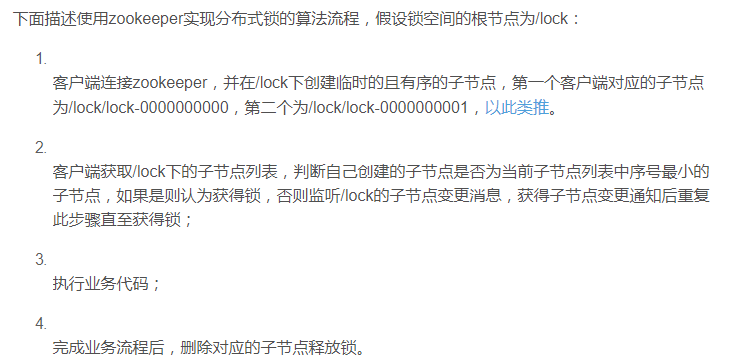 下面描述使用zookeeper实现分布式锁的算法流程，假设锁空间的根节点为/lock：
1.
客户端连接zookeeper，并在/lock下创建临时的且有序的子节点，第一个客户端对应的子节点
为/lock/lock-0000000000，第二个为/lock/lock-0000000001，以此类推。
2.
客户端获取/lock下的子节点列表，判断自己创建的子节点是否为当前子节点列表中序号最小的
子节点，如果是则认为获得锁，否则监听/lock的子节点变更消息，获得子节点变更通知后重复
此步骤直至获得锁；
3.
执行业务代码；
4.
完成业务流程后，删除对应的子节点释放锁。